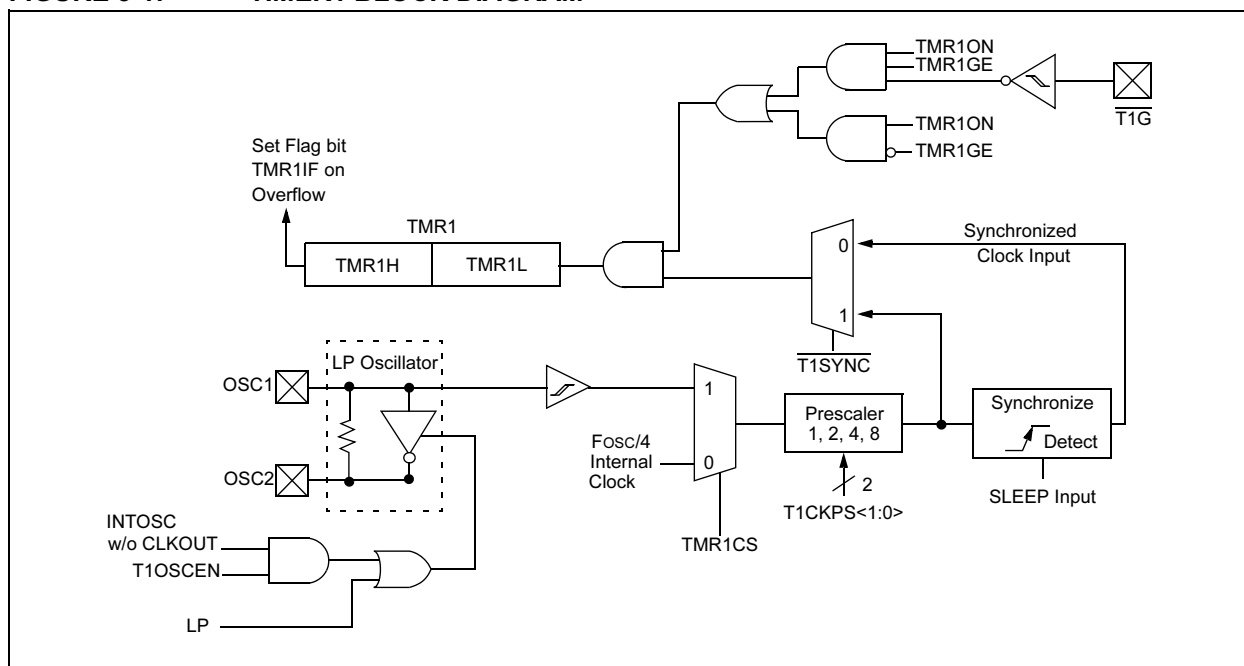 TMR1ON
TMR1GE
T1G
TMR1ON
TMR1GE
Set Flag bit
TMR1IF on
Overflow
TMR1
TMR1H
TMR1L
0
1
T1SYNC
Synchronized
Clock Input
LP Oscillator
OSC1
OSC2
1
0
FOSC/4
Internal
Clock
TMR1CS
Prescaler
1, 2, 4, 8
2
T1CKPS<1:0>
Synchronize
Detect
SLEEP Input
INTOSC
w/o CLKOUT
T1OSCEN
LP